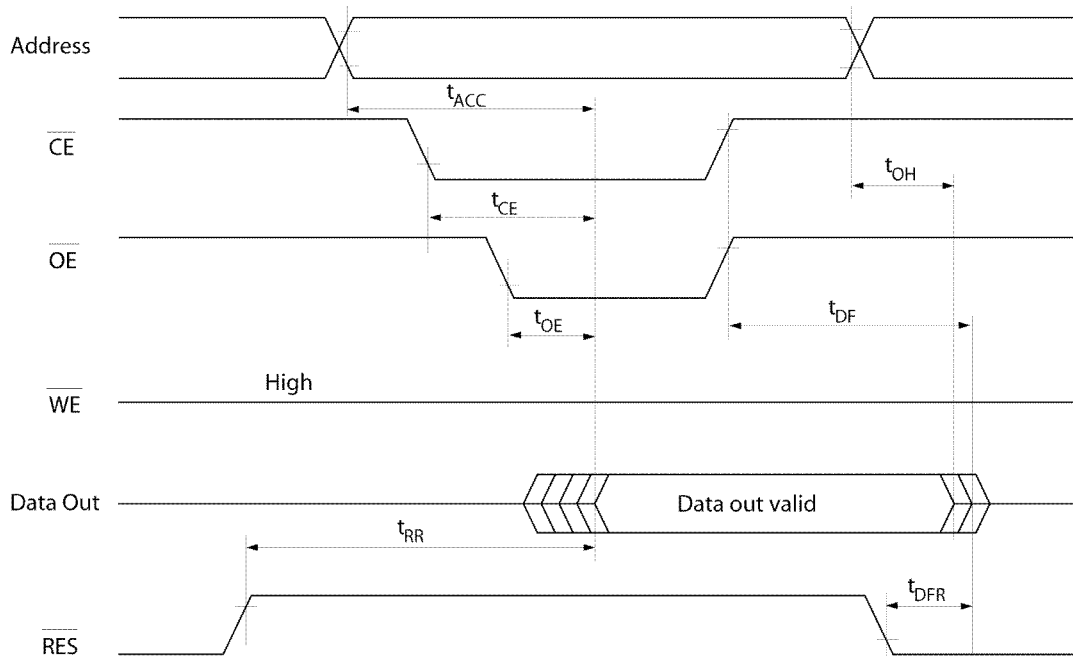 Address
tACC
CE
tOH
tCE
OE
tDF
tOE
High
WE
Data Out
Data out valid
tRR
tDFR
RES